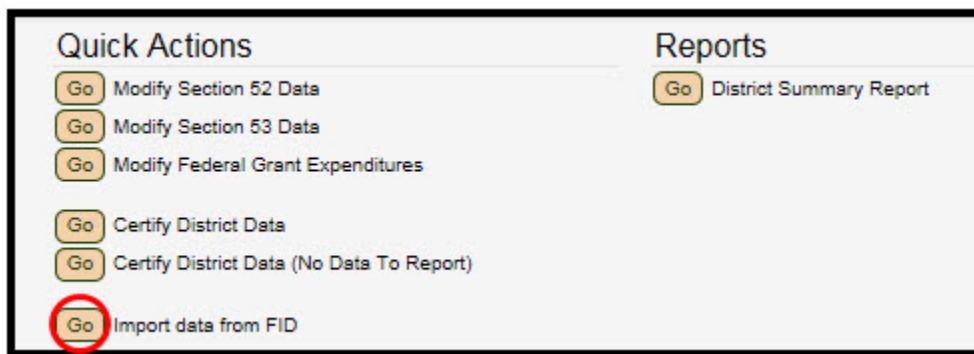 Quick Actions
Go Modify Section 52 Data
Go Modify Section 53 Data
Go Modify Federal Grant Expenditures
Go Certify District Data
Go Certify District Data (No Data To Report)
Go Import data from FID
Reports
Go District Summary Report